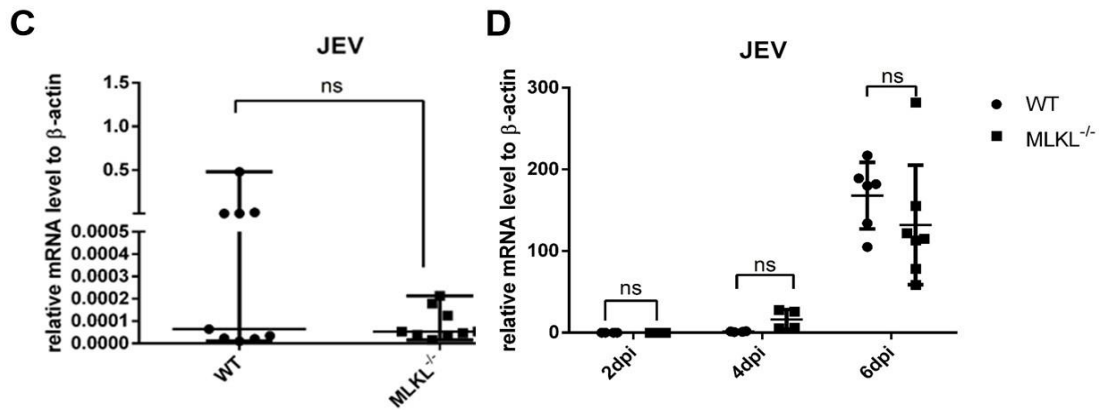 C
JEV
relative mRNA level to β-actin
1.5
1.0
0.5
0.0005
0.0004
0.0003
0.0002
0.0001
0.0000
ns
WT
MLKL-/-
D
JEV
relative mRNA level to β-actin
300
200
100
0
ns
ns
ns
2dpi
4dpi
6dpi
WT
MLKL-/-